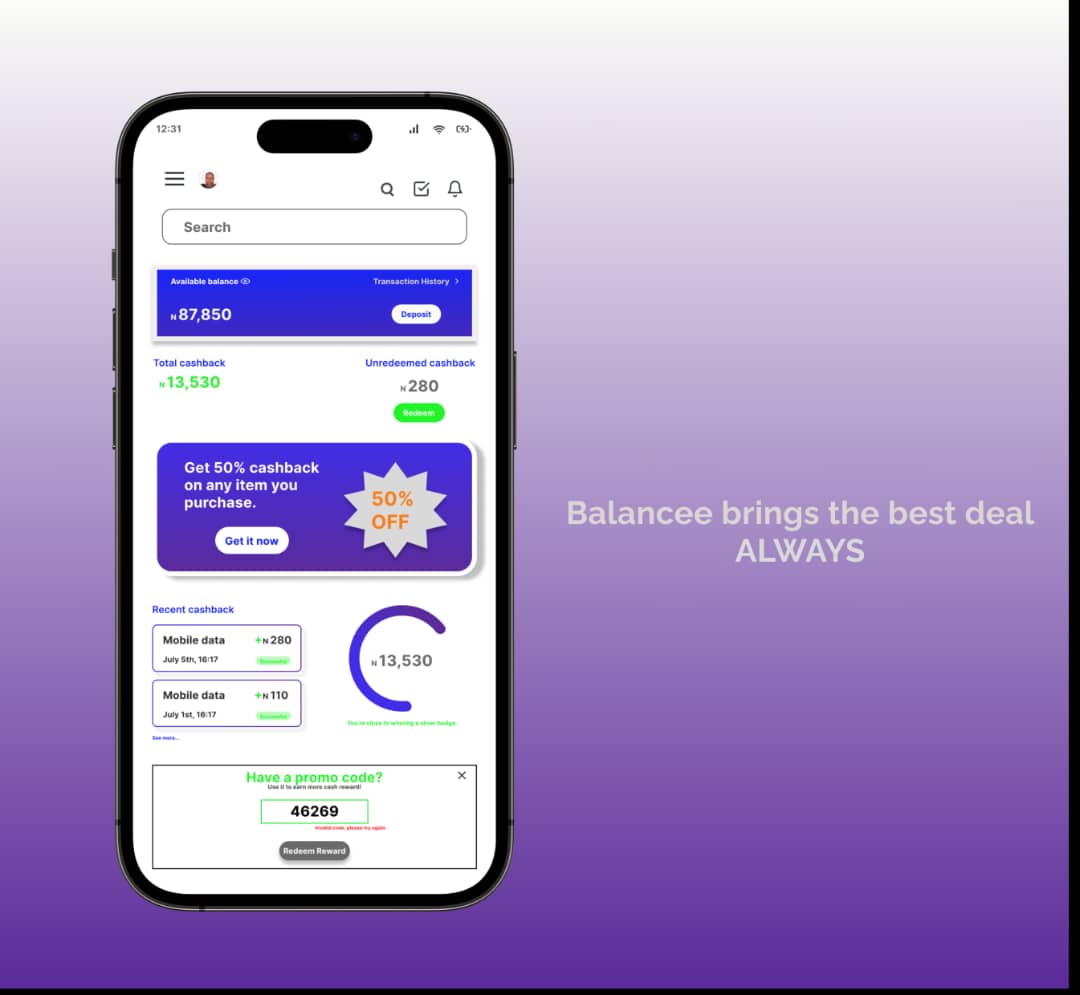 12:31
Search
Available balance
Transaction History >
N 87,850
Deposit
Total cashback
Unredeemed cashback
N 13,530
N 280
Redeem
Get 50% cashback
on any item you
purchase.
50%
OFF
Get it now
Balancee brings the best deal
ALWAYS
Recent cashback
Mobile data +N 280
July 5th, 16:17 Successful
N 13,530
Mobile data +N 110
July 1st, 16:17 Successful
You're close to winning a silver badge.
See more...
Have a promo code?
Use it to earn more cash reward!
46269
Invalid code, please try again
Redeem Reward